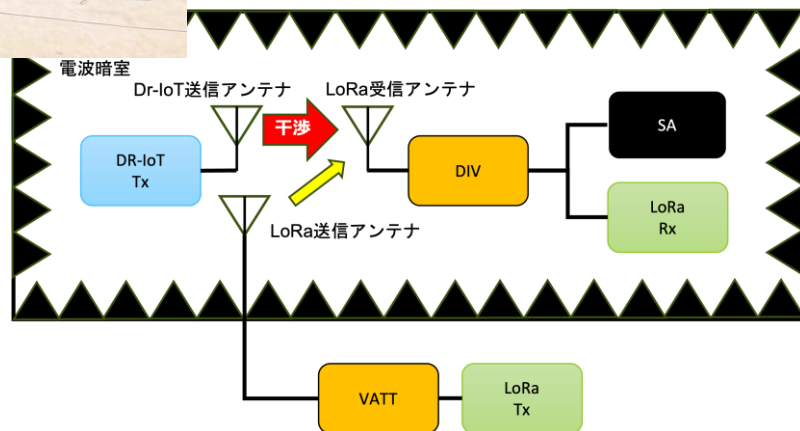 電波暗室
Dr-IoT送信アンテナ
LoRa受信アンテナ
干渉
DR-IoT
Tx
DIV
SA
LoRa
Rx
LoRa送信アンテナ
VATT
LoRa
Tx